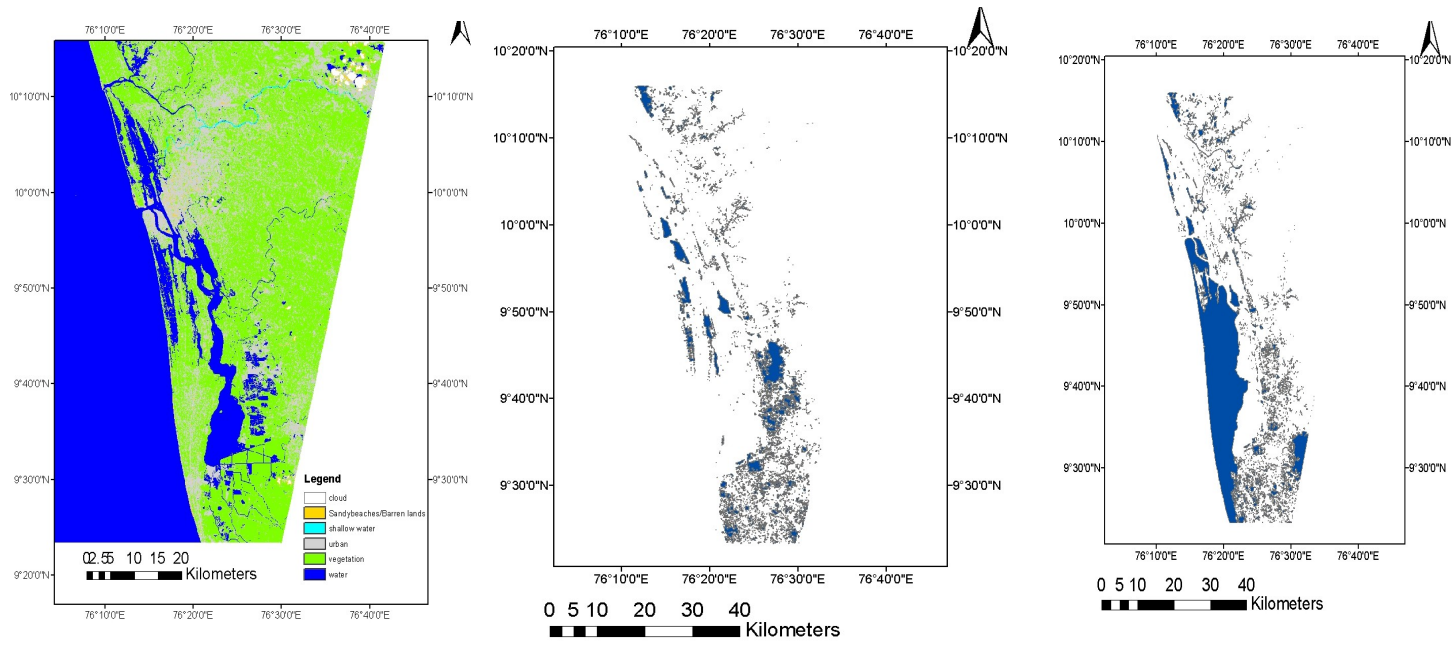 76°10'0"E 76°20'0"E 76°30'0"E 76°40'0"E
10°10'0"N 10°10'0"N
10°0'0"N 10°0'0"N
9°50'0"N 9°50'0"N
9°40'0"N 9°40'0"N
9°30'0"N 9°30'0"N
9°20'0"N
Legend
cloud
Sandybeaches/Barren lands
shallow water
urban
vegetation
water
02.55 10 15 20
Kilometers
76°10'0"E 76°20'0"E 76°30'0"E 76°40'0"E
76°10'0"E 76°20'0"E 76°30'0"E 76°40'0"E
10°20'0"N 10°20'0"N
10°10'0"N 10°10'0"N
10°0'0"N 10°0'0"N
9°50'0"N 9°50'0"N
9°40'0"N 9°40'0"N
9°30'0"N 9°30'0"N
76°10'0"E 76°20'0"E 76°30'0"E 76°40'0"E
0 5 10 20 30 40
Kilometers
76°10'0"E 76°20'0"E 76°30'0"E 76°40'0"E
10°20'0"N 10°20'0"N
10°10'0"N 10°10'0"N
10°0'0"N 10°0'0"N
9°50'0"N 9°50'0"N
9°40'0"N 9°40'0"N
9°30'0"N 9°30'0"N
76°10'0"E 76°20'0"E 76°30'0"E 76°40'0"E
0 5 10 20 30 40
Kilometers